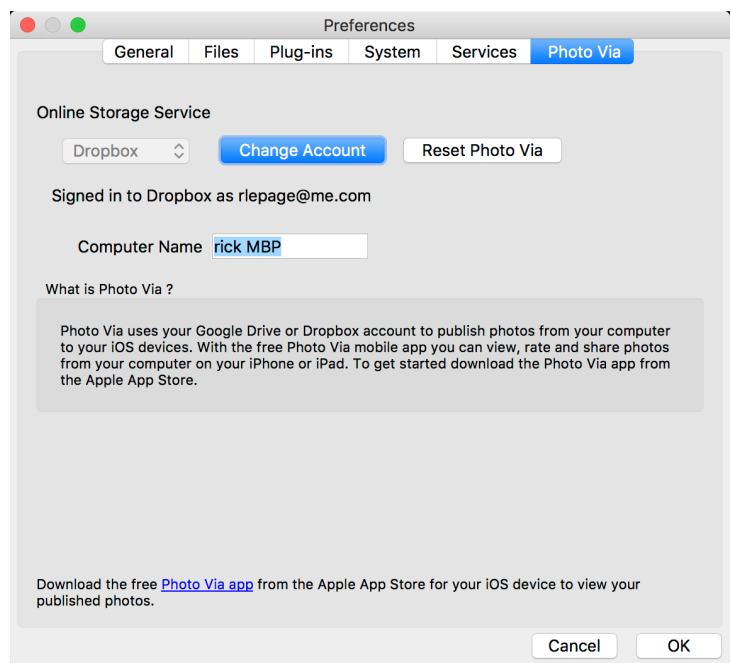 Preferences
General Files Plug-ins System Services Photo Via
Online Storage Service
Dropbox Change Account Reset Photo Via
Signed in to Dropbox as rlepage@me.com
Computer Name rick MBP
What is Photo Via ?
Photo Via uses your Google Drive or Dropbox account to publish photos from your computer
to your iOS devices. With the free Photo Via mobile app you can view, rate and share photos
from your computer on your iPhone or iPad. To get started download the Photo Via app from
the Apple App Store.
Download the free Photo Via app from the Apple App Store for your iOS device to view your
published photos.
Cancel OK